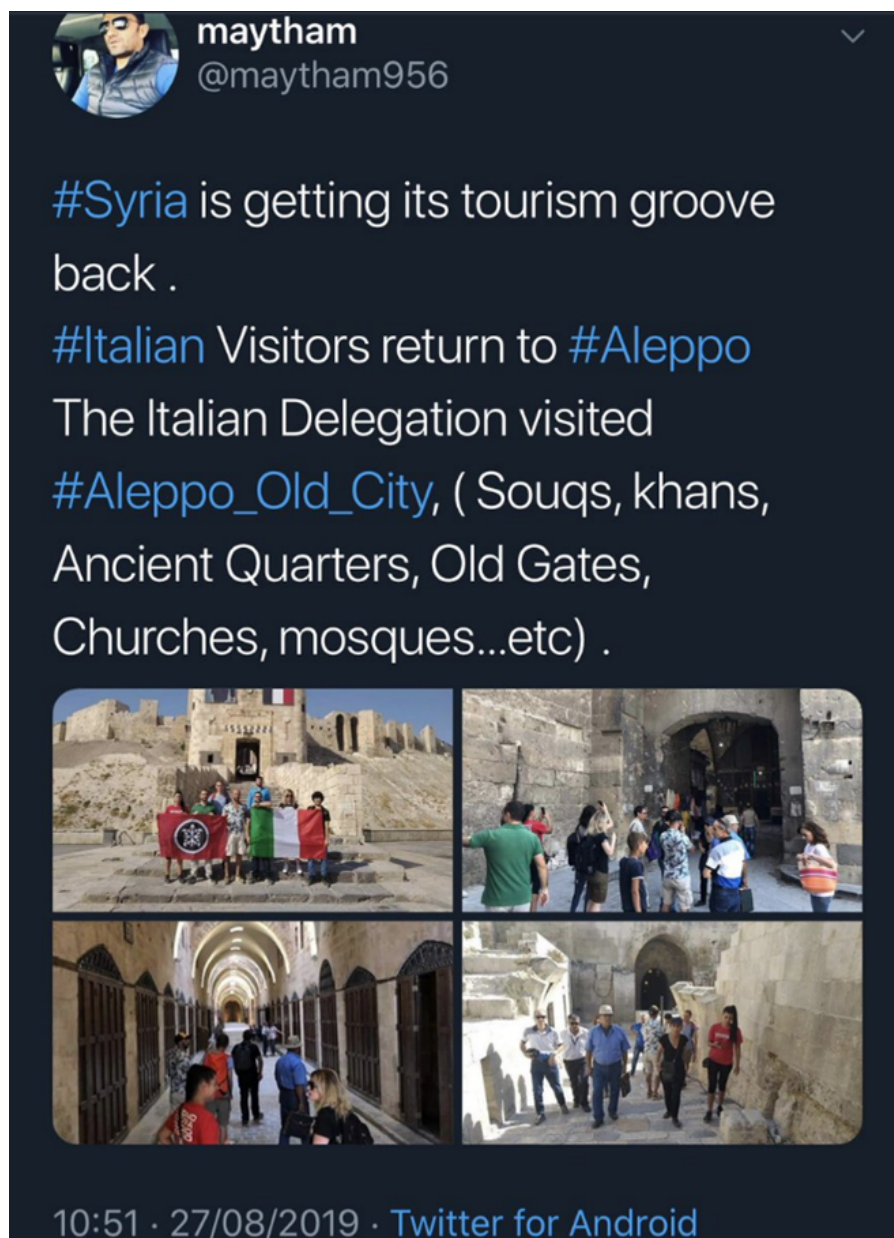 maytham
@maytham956
#Syria is getting its tourism groove
back .
#Italian Visitors return to #Aleppo
The Italian Delegation visited
#Aleppo_Old_City, ( Souqs, khans,
Ancient Quarters, Old Gates,
Churches, mosques...etc) .
10:51 · 27/08/2019 · Twitter for Android